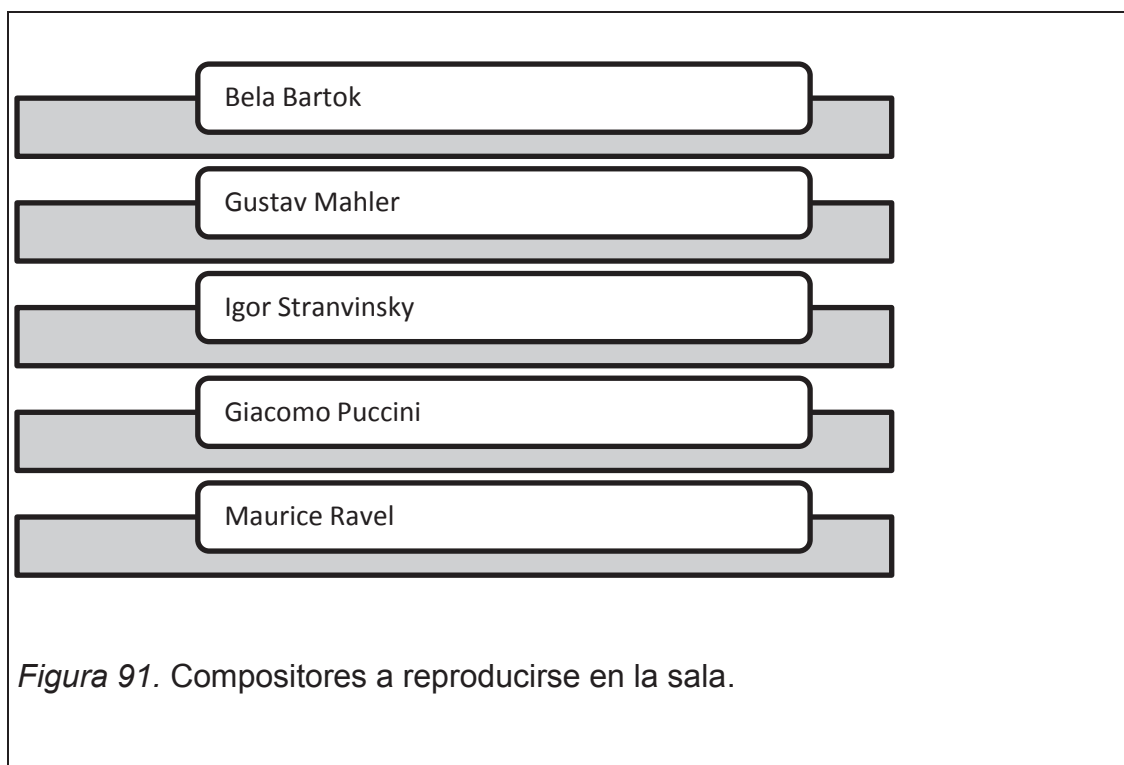 Bela Bartok
Gustav Mahler
Igor Stranvinsky
Giacomo Puccini
Maurice Ravel
Figura 91. Compositores a reproducirse en la sala.